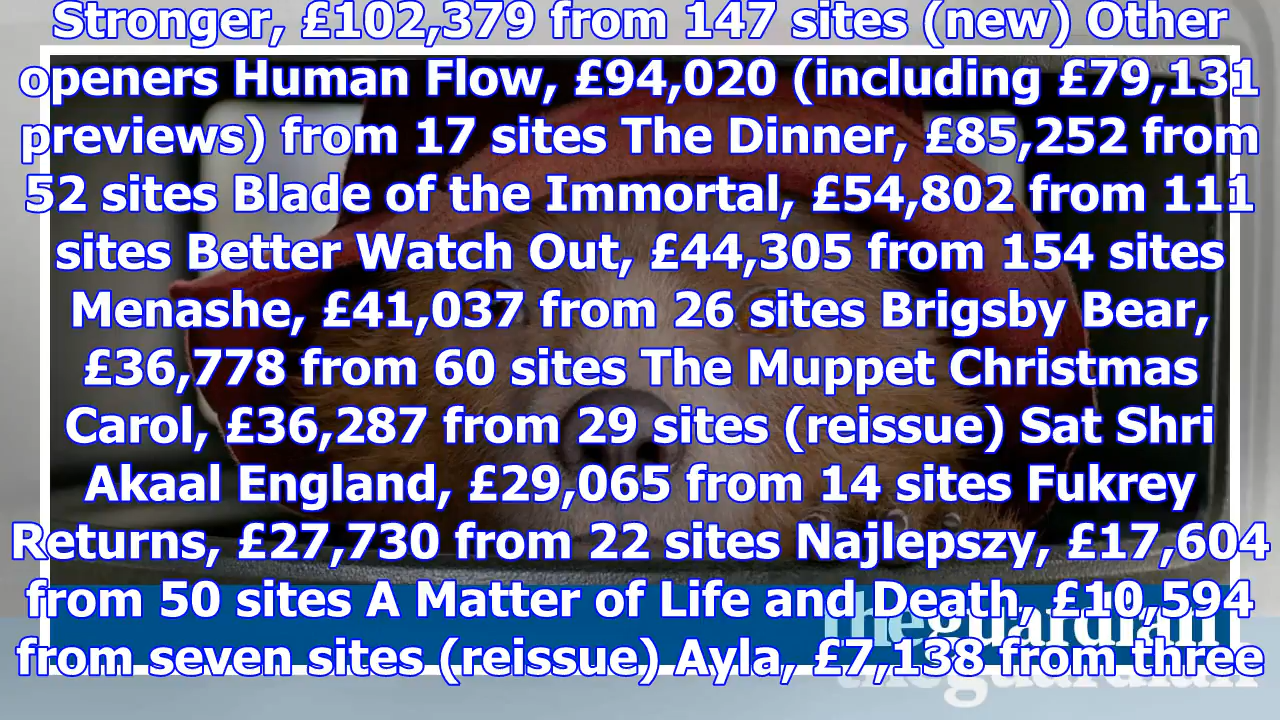 Stronger, £102,379 from 147 sites (new) Other
openers Human Flow, £94,020 (including £79,131
previews) from 17 sites The Dinner, £85,252 from
52 sites Blade of the Immortal, £54,802 from 111
sites Better Watch Out, £44,305 from 154 sites
Menashe, £41,037 from 26 sites Brigsby Bear,
£36,778 from 60 sites The Muppet Christmas
Carol, £36,287 from 29 sites (reissue) Sat Shri
Akaal England, £29,065 from 14 sites Fukrey
Returns, £27,730 from 22 sites Najlepszy, £17,604
from 50 sites A Matter of Life and Death, £10,594
from seven sites (reissue) Ayla, £7,138 from three
theguardian
theguardian